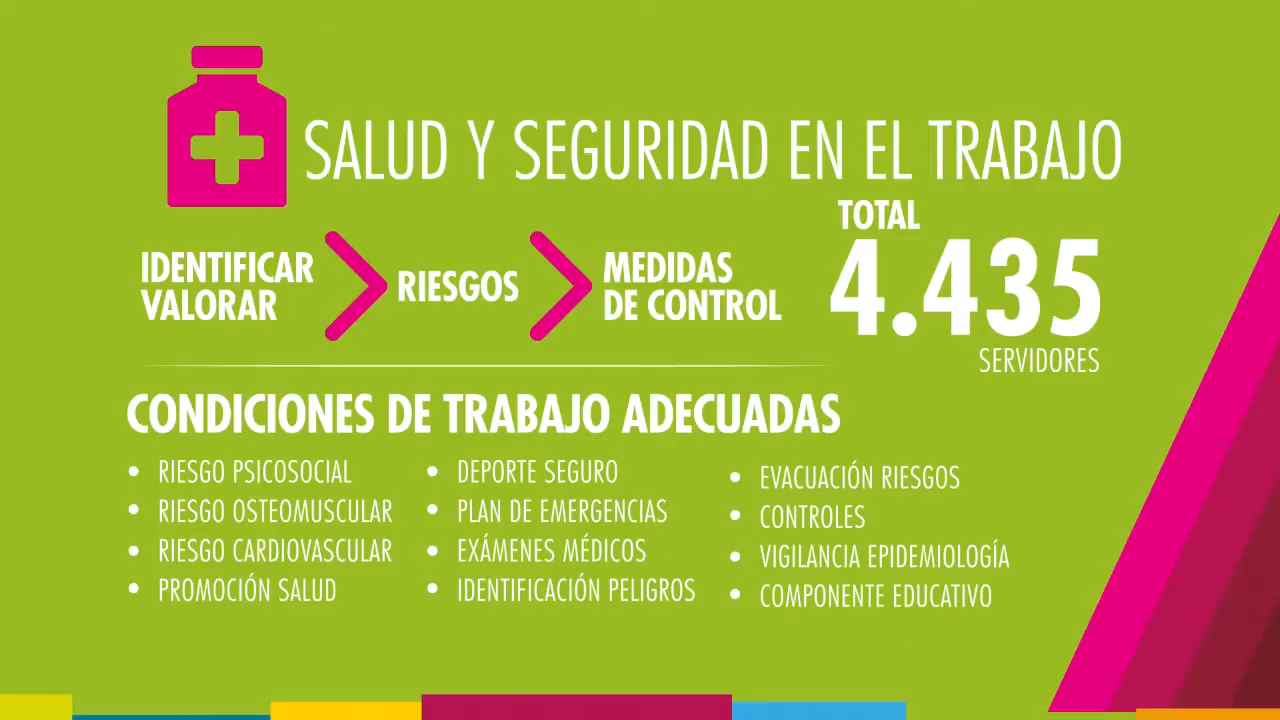 SALUD Y SEGURIDAD EN EL TRABAJO
IDENTIFICAR
VALORAR
RIESGOS
MEDIDAS
DE CONTROL
TOTAL
4.435
SERVIDORES
CONDICIONES DE TRABAJO ADECUADAS
• RIESGO PSICOSOCIAL
• RIESGO OSTEOMUSCULAR
• RIESGO CARDIOVASCULAR
• PROMOCIÓN SALUD
• DEPORTE SEGURO
• PLAN DE EMERGENCIAS
• EXÁMENES MÉDICOS
• IDENTIFICACIÓN PELIGROS
• EVACUACIÓN RIESGOS
• CONTROLES
• VIGILANCIA EPIDEMIOLOGÍA
• COMPONENTE EDUCATIVO